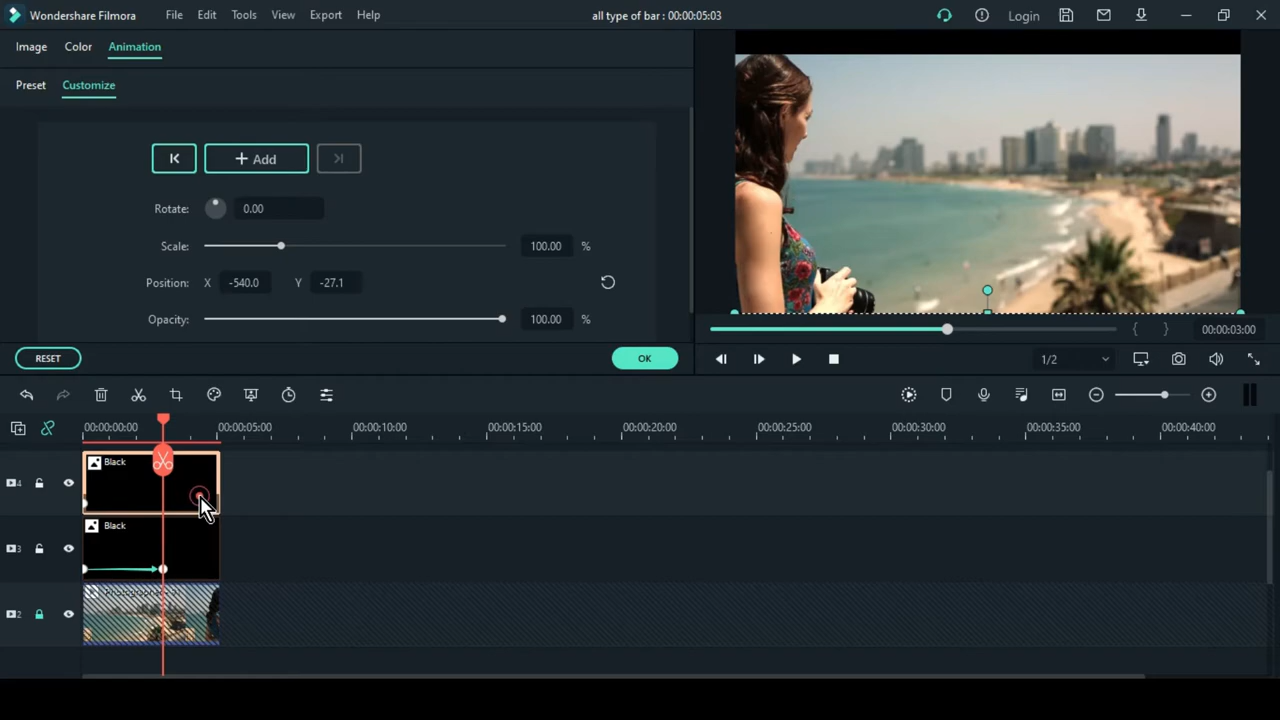 Wondershare Filmora File Edit Tools View Export Help all type of bar : 00:00:05:03 Login
Image Color Animation
Preset Customize
Add
Rotate: 0.00
Scale: 100.00 %
Position: X -540.0 Y -27.1
Opacity: 100.00 %
00:00:03:00
RESET OK 1/2
00:00:00:00 00:00:05:00 00:00:10:00 00:00:15:00 00:00:20:00 00:00:25:00 00:00:30:00 00:00:35:00 00:00:40:00
Black
4
Black
3
2